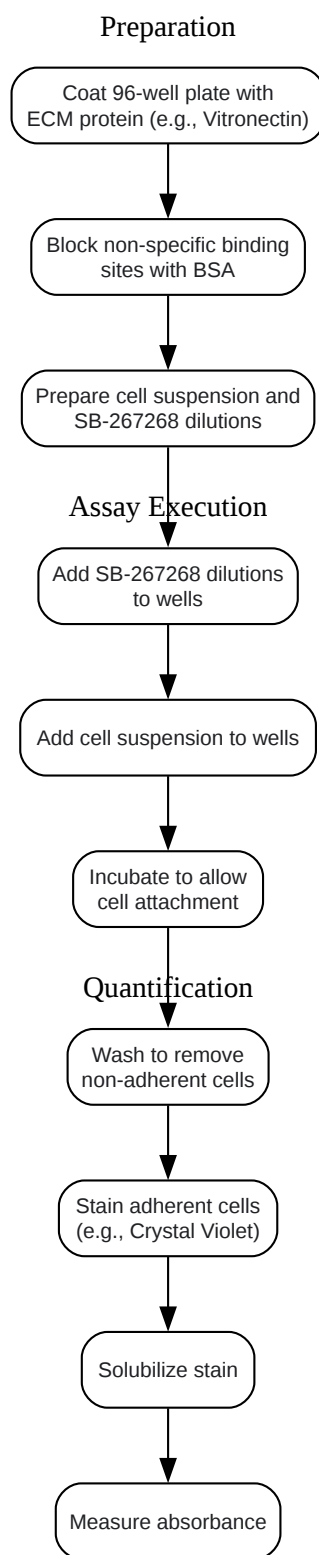 Preparation
Coat 96-well plate with
ECM protein (e.g., Vitronectin)
Block non-specific binding
sites with BSA
Prepare cell suspension and
SB-267268 dilutions
Assay Execution
Add SB-267268 dilutions
to wells
Add cell suspension to wells
Incubate to allow
cell attachment
Quantification
Wash to remove
non-adherent cells
Stain adherent cells
(e.g., Crystal Violet)
Solubilize stain
Measure absorbance